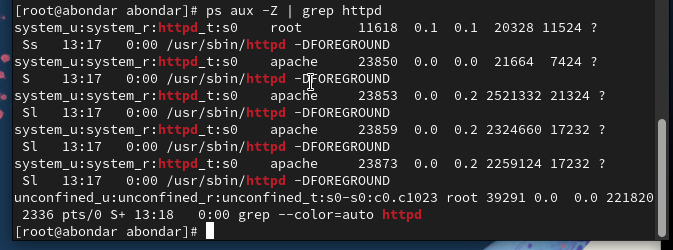 [root@abondar abondar]# ps aux -Z | grep httpd
system_u:system_r:httpd_t:s0    root       11618  0.1  0.1  20328 11524 ?
 Ss   13:17   0:00 /usr/sbin/httpd -DFOREGROUND
system_u:system_r:httpd_t:s0    apache     23850  0.0  0.0  21664  7424 ?
 S    13:17   0:00 /usr/sbin/httpd -DFOREGROUND
system_u:system_r:httpd_t:s0    apache     23853  0.0  0.2 2521332 21324 ?
 Sl   13:17   0:00 /usr/sbin/httpd -DFOREGROUND
system_u:system_r:httpd_t:s0    apache     23859  0.0  0.2 2324660 17232 ?
 Sl   13:17   0:00 /usr/sbin/httpd -DFOREGROUND
system_u:system_r:httpd_t:s0    apache     23873  0.0  0.2 2259124 17232 ?
 Sl   13:17   0:00 /usr/sbin/httpd -DFOREGROUND
unconfined_u:unconfined_r:unconfined_t:s0-s0:c0.c1023 root 39291 0.0  0.0 221820
 2336 pts/0 S+ 13:18   0:00 grep --color=auto httpd
[root@abondar abondar]#